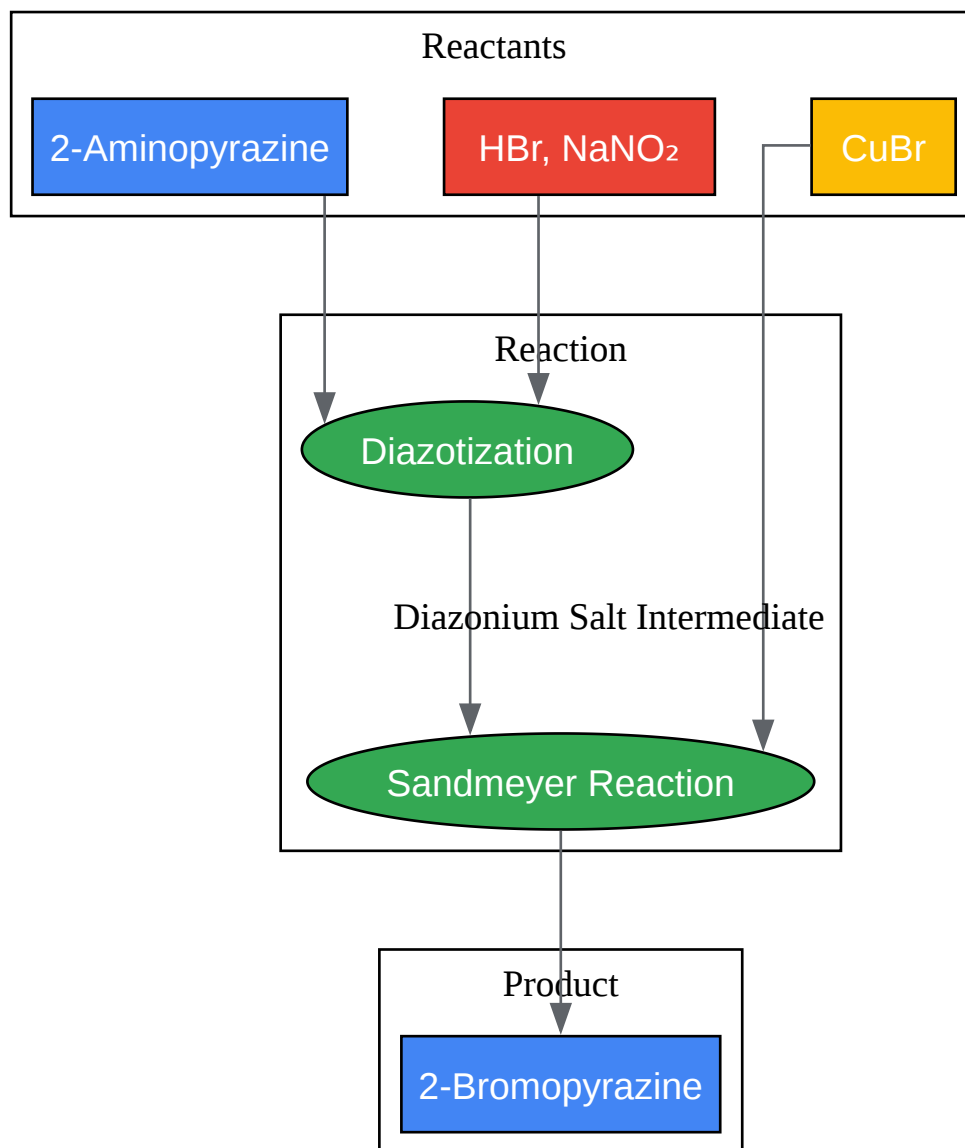 Reactants
2-Aminopyrazine
HBr, NaNO₂
CuBr
Reaction
Diazotization
Diazonium Salt Intermediate
Sandmeyer Reaction
Product
2-Bromopyrazine